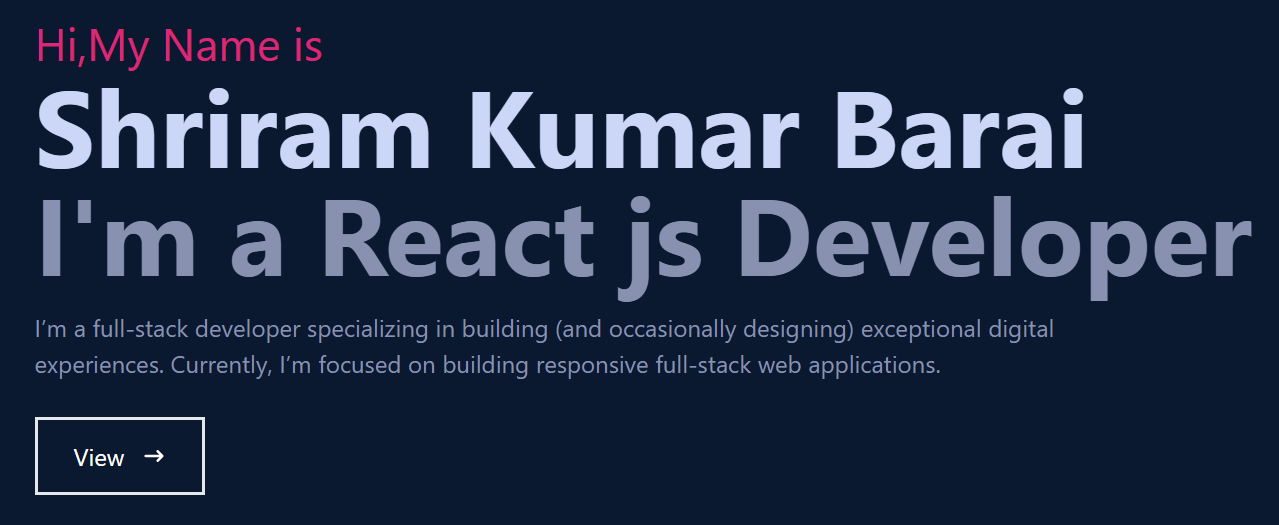 Hi,My Name is
Shriram Kumar Barai
I'm a React js Developer
I’m a full-stack developer specializing in building (and occasionally designing) exceptional digital
experiences. Currently, I’m focused on building responsive full-stack web applications.
View →